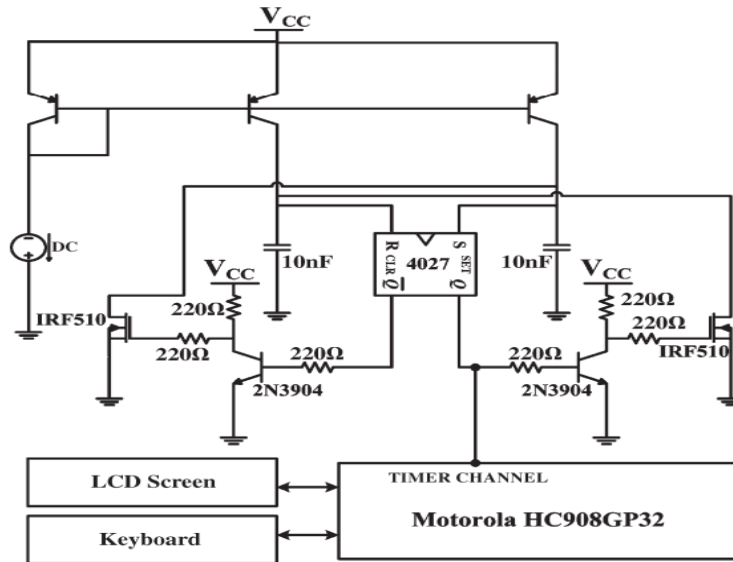 VCC
DC
10nF
R CLR Q̅
S SET Q
4027
10nF
VCC
220Ω
IRF510
220Ω
220Ω
2N3904
VCC
220Ω
220Ω
IRF510
220Ω
2N3904
LCD Screen
Keyboard
TIMER CHANNEL
Motorola HC908GP32